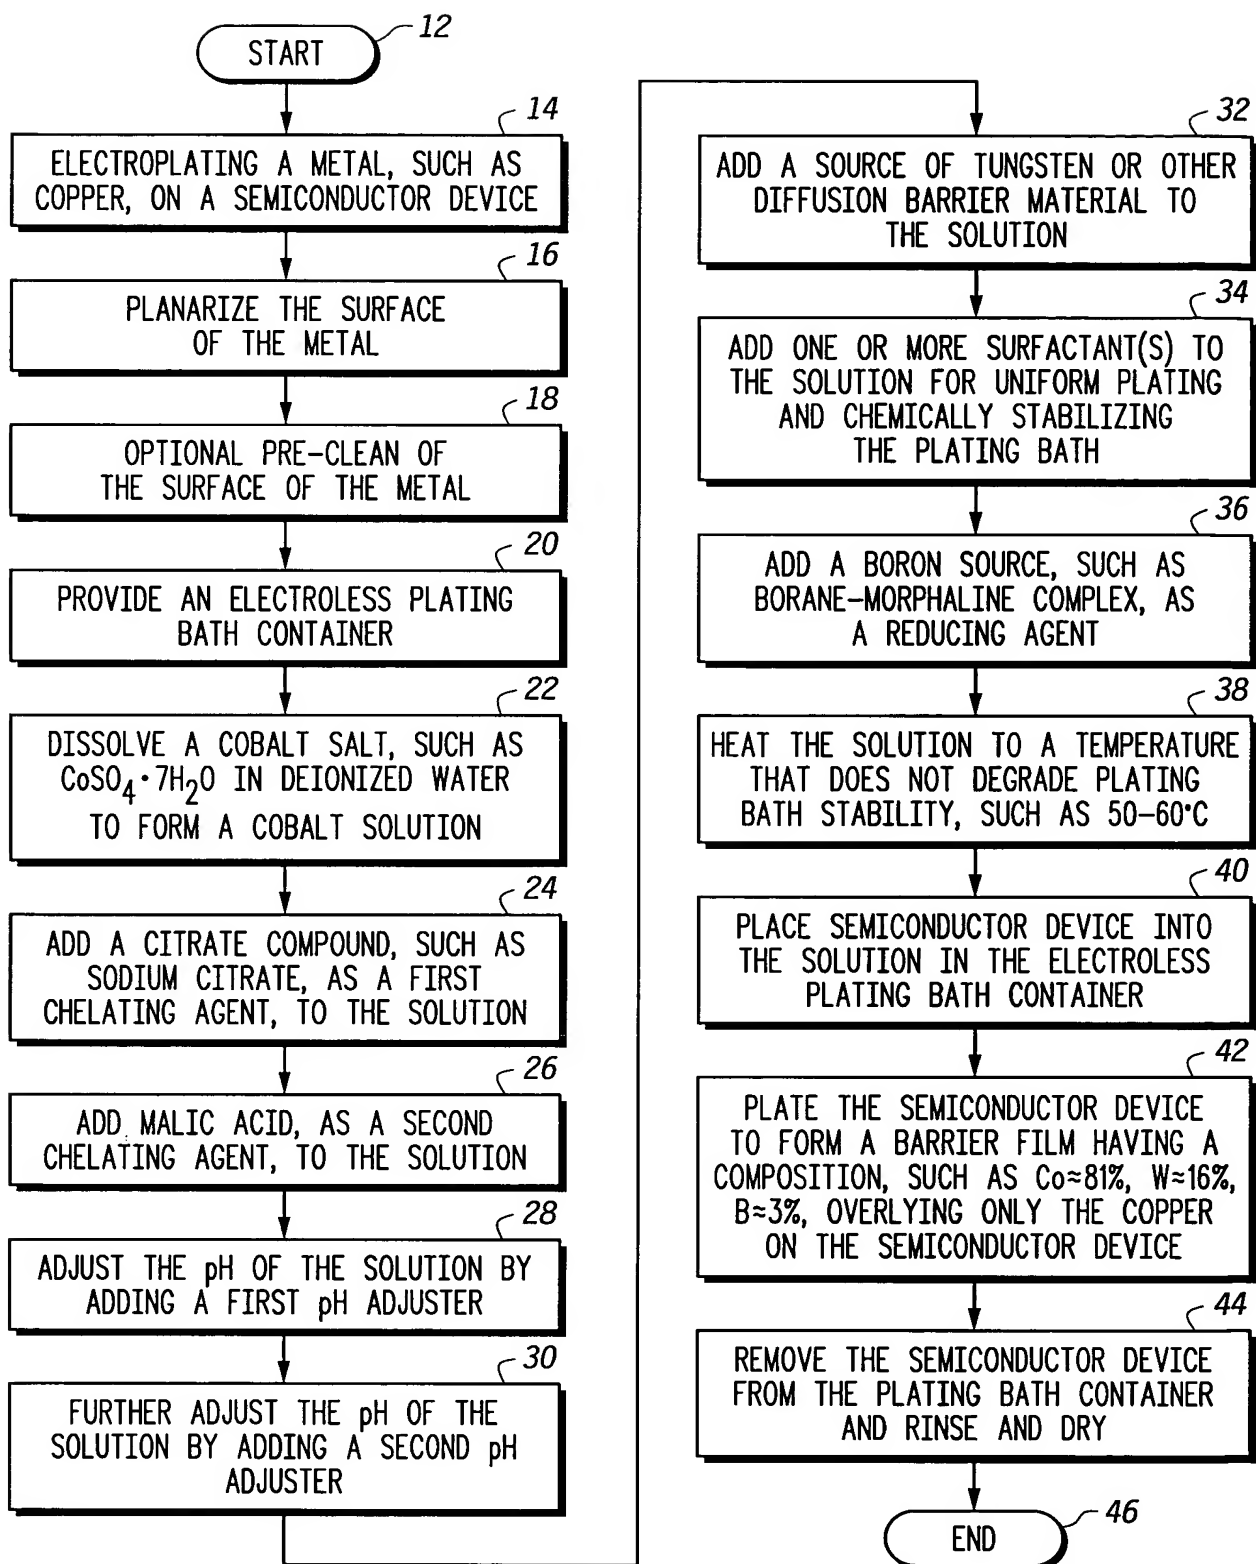 START
12
14
ELECTROPLATING A METAL, SUCH AS
COPPER, ON A SEMICONDUCTOR DEVICE
16
PLANARIZE THE SURFACE
OF THE METAL
18
OPTIONAL PRE-CLEAN OF
THE SURFACE OF THE METAL
20
PROVIDE AN ELECTROLESS PLATING
BATH CONTAINER
22
DISSOLVE A COBALT SALT, SUCH AS
CoSO₄·7H₂O IN DEIONIZED WATER
TO FORM A COBALT SOLUTION
24
ADD A CITRATE COMPOUND, SUCH AS
SODIUM CITRATE, AS A FIRST
CHELATING AGENT, TO THE SOLUTION
26
ADD MALIC ACID, AS A SECOND
CHELATING AGENT, TO THE SOLUTION
28
ADJUST THE pH OF THE SOLUTION BY
ADDING A FIRST pH ADJUSTER
30
FURTHER ADJUST THE pH OF THE
SOLUTION BY ADDING A SECOND pH
ADJUSTER
32
ADD A SOURCE OF TUNGSTEN OR OTHER
DIFFUSION BARRIER MATERIAL TO
THE SOLUTION
34
ADD ONE OR MORE SURFACTANT(S) TO
THE SOLUTION FOR UNIFORM PLATING
AND CHEMICALLY STABILIZING
THE PLATING BATH
36
ADD A BORON SOURCE, SUCH AS
BORANE-MORPHALINE COMPLEX, AS
A REDUCING AGENT
38
HEAT THE SOLUTION TO A TEMPERATURE
THAT DOES NOT DEGRADE PLATING
BATH STABILITY, SUCH AS 50-60°C
40
PLACE SEMICONDUCTOR DEVICE INTO
THE SOLUTION IN THE ELECTROLESS
PLATING BATH CONTAINER
42
PLATE THE SEMICONDUCTOR DEVICE
TO FORM A BARRIER FILM HAVING A
COMPOSITION, SUCH AS Co≈81%, W≈16%,
B≈3%, OVERLYING ONLY THE COPPER
ON THE SEMICONDUCTOR DEVICE
44
REMOVE THE SEMICONDUCTOR DEVICE
FROM THE PLATING BATH CONTAINER
AND RINSE AND DRY
46
END